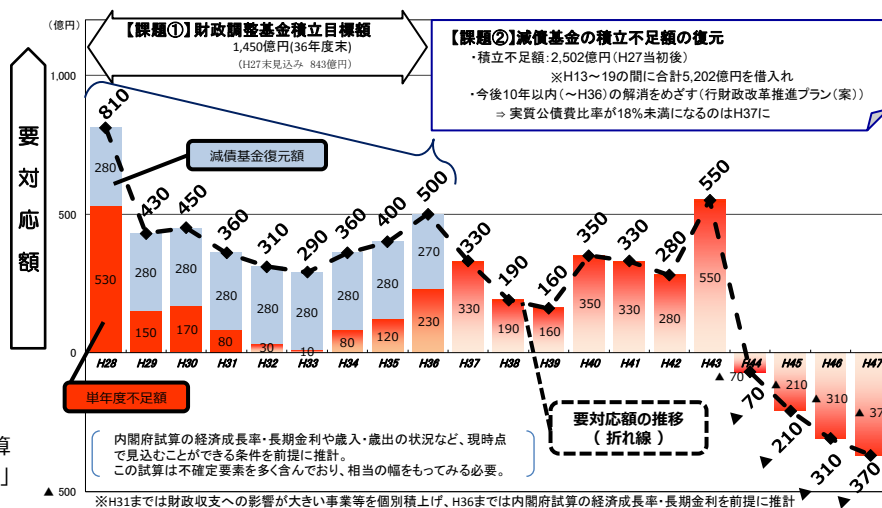 (億円)
【課題①】財政調整基金積立目標額
1,450億円(36年度末)
(H27末見込み 843億円)
【課題②】減債基金の積立不足額の復元
・積立不足額：2,502億円(H27当初後)
※H13～19の間に合計5,202億円を借入れ
・今後10年以内(～H36)の解消をめざす(行財政改革推進プラン(案))
⇒ 実質公債費比率が18%未満になるのはH37に
要対応額
1,000
500
0
▲ 500
減債基金復元額
単年度不足額
810
430
450
360
310
290
360
400
500
330
190
160
350
330
280
550
▲70
▲210
▲310
▲370
280
280
280
280
280
280
280
280
270
530
150
170
80
30
10
80
120
230
330
190
160
350
330
280
550
▲ 70
▲ 210
▲ 310
▲ 37
H28 H29 H30 H31 H32 H33 H34 H35 H36 H37 H38 H39 H40 H41 H42 H43 H44 H45 H46 H47
要対応額の推移
( 折れ線 )
内閣府試算の経済成長率・長期金利や歳入・歳出の状況など、現時点
で見込むことができる条件を前提に推計。
この試算は不確定要素を多く含んでおり、相当の幅をもってみる必要。
算
」
※H31までは財政収支への影響が大きい事業等を個別積上げ、H36までは内閣府試算の経済成長率・長期金利を前提に推計